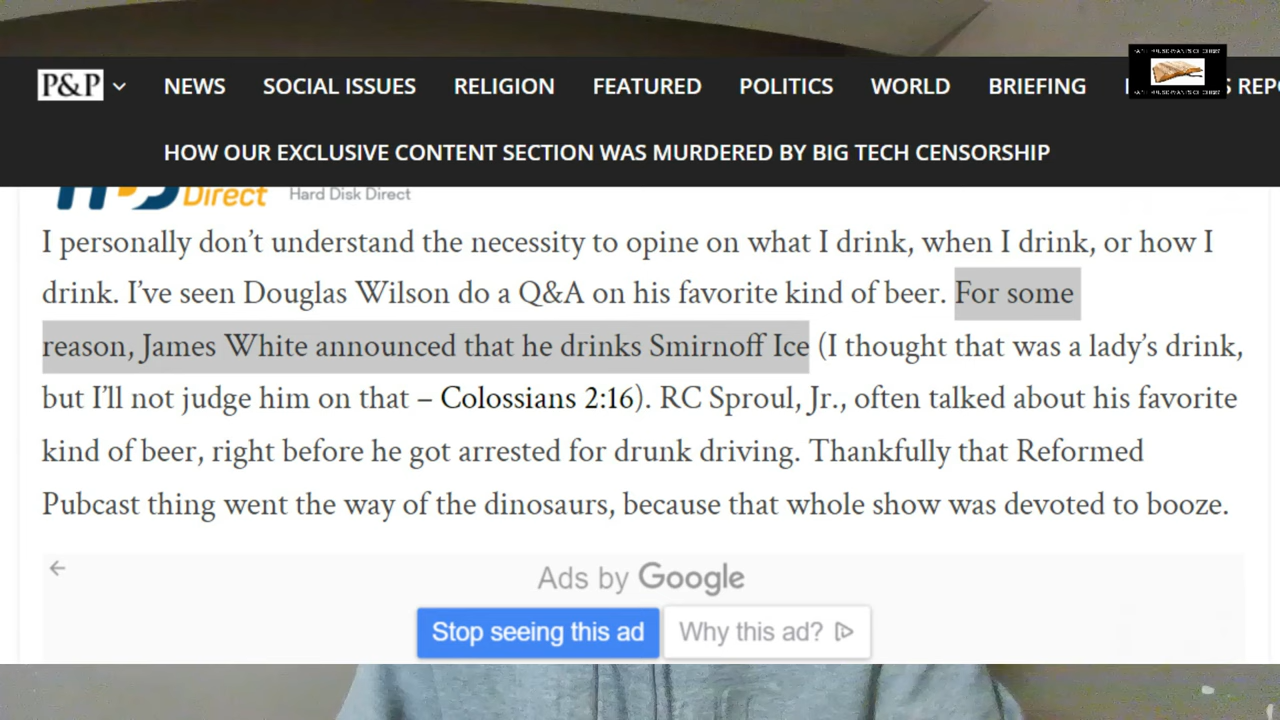 P&P NEWS SOCIAL ISSUES RELIGION FEATURED POLITICS WORLD BRIEFING
HOW OUR EXCLUSIVE CONTENT SECTION WAS MURDERED BY BIG TECH CENSORSHIP
Direct Hard Disk Direct
I personally don’t understand the necessity to opine on what I drink, when I drink, or how I
drink. I’ve seen Douglas Wilson do a Q&A on his favorite kind of beer. For some
reason, James White announced that he drinks Smirnoff Ice (I thought that was a lady’s drink,
but I’ll not judge him on that – Colossians 2:16). RC Sproul, Jr., often talked about his favorite
kind of beer, right before he got arrested for drunk driving. Thankfully that Reformed
Pubcast thing went the way of the dinosaurs, because that whole show was devoted to booze.
Ads by Google
Stop seeing this ad Why this ad?